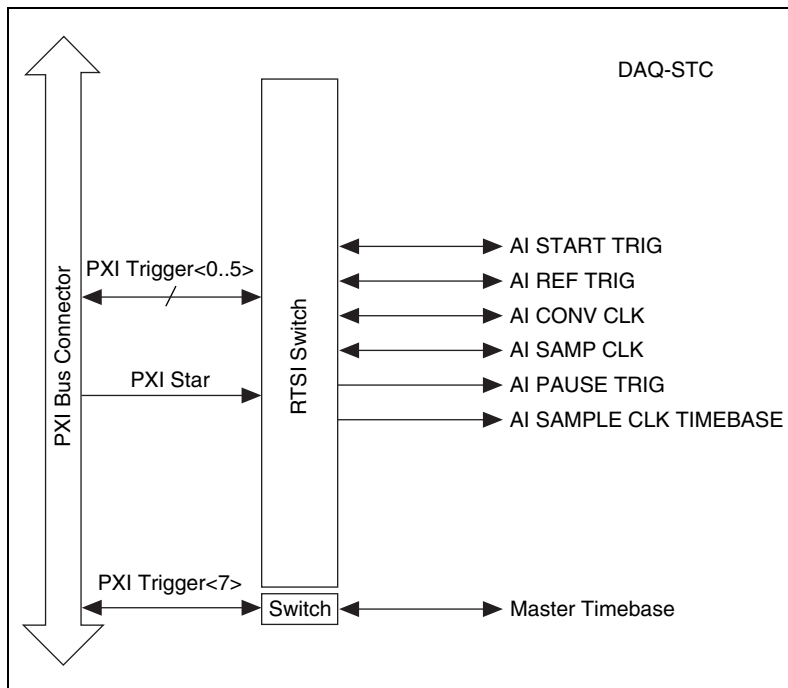 DAQ-STC
PXI Bus Connector
PXI Trigger<0..5>
PXI Star
PXI Trigger<7>
RTSI Switch
Switch
AI START TRIG
AI REF TRIG
AI CONV CLK
AI SAMP CLK
AI PAUSE TRIG
AI SAMPLE CLK TIMEBASE
Master Timebase